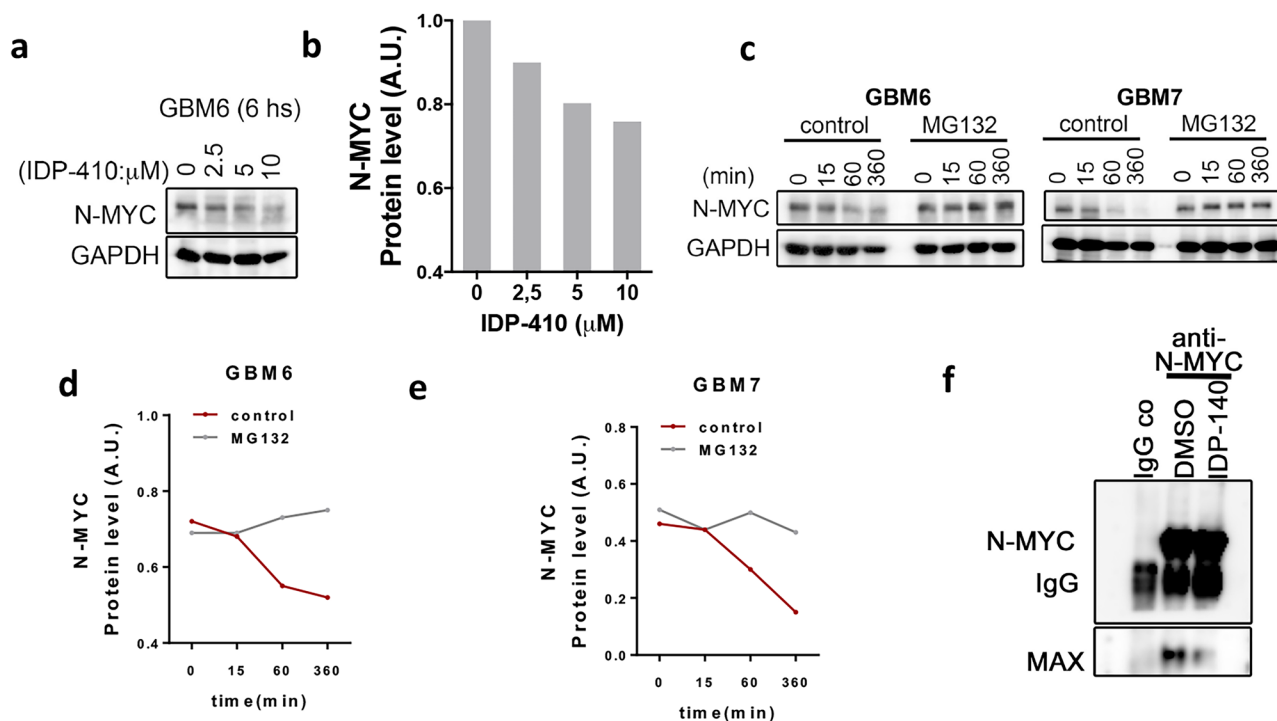 a
GBM6 (6 hs)
(IDP-410:μM) 0 2.5 5 10
N-MYC
GAPDH
b
N-MYC
Protein level (A.U.)
1.0
0.8
0.6
0.4
0 2,5 5 10
IDP-410 (μM)
c
GBM6 GBM7
control MG132 control MG132
(min) 0 15 60 360 0 15 60 360 0 15 60 360 0 15 60 360
N-MYC
GAPDH
d
GBM6
control
MG132
N-MYC
Protein level (A.U.)
1.0
0.8
0.6
0.4
0 15 60 360
time(min)
e
GBM7
control
MG132
N-MYC
Protein level (A.U.)
0.8
0.6
0.4
0.2
0.0
0 15 60 360
time(min)
f
anti-
N-MYC
IgG co DMSO IDP-140
N-MYC
IgG
MAX